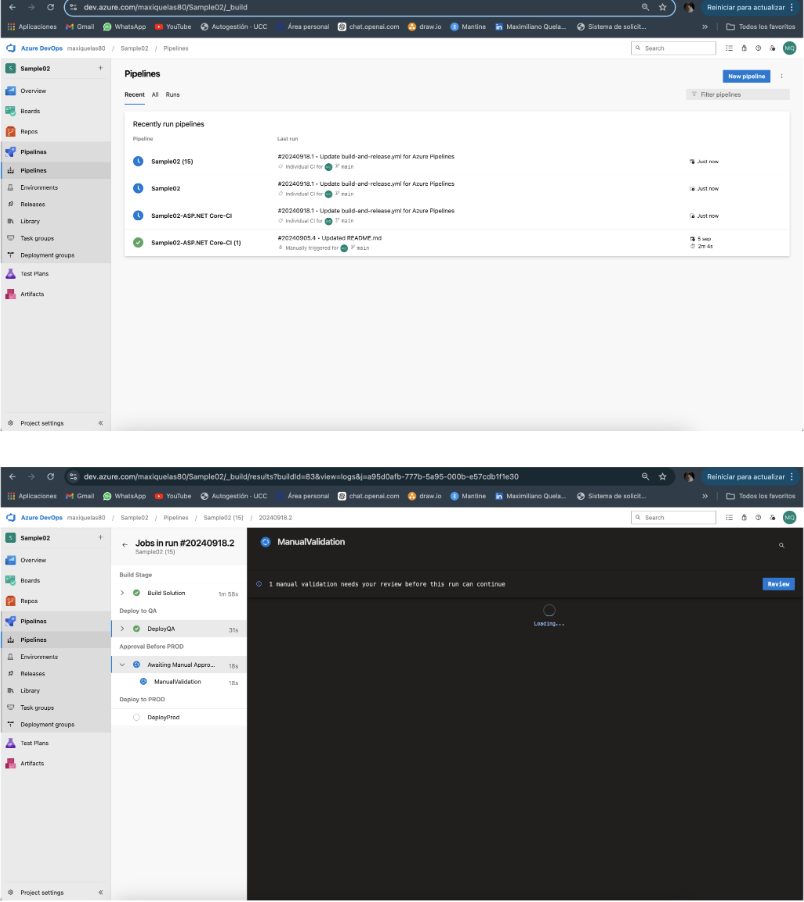 dev.azure.com/maxiquelas80/Sample02/_build
Reiniciar para actualizar
Aplicaciones Gmail WhatsApp YouTube Autogestión - UCC Área personal chat.openai.com draw.io Mantine Maximiliano Quela... Sistema de solicit... » Todos los favoritos
Azure DevOps maxiquelas80 / Sample02 / Pipelines
Search
MQ
S Sample02 +
Overview
Boards
Repos
Pipelines
Pipelines
Environments
Releases
Library
Task groups
Deployment groups
Test Plans
Artifacts
Project settings «
Pipelines
New pipeline
Recent All Runs
Filter pipelines
Recently run pipelines
Pipeline Last run
Sample02 (15)
#20240918.1 • Update build-and-release.yml for Azure Pipelines
Individual CI for main
Just now
Sample02
#20240918.1 • Update build-and-release.yml for Azure Pipelines
Individual CI for main
Just now
Sample02-ASP.NET Core-CI
#20240918.1 • Update build-and-release.yml for Azure Pipelines
Individual CI for main
Just now
Sample02-ASP.NET Core-CI (1)
#20240905.4 • Updated README.md
Manually triggered for main
5 sep
2m 4s
dev.azure.com/maxiquelas80/Sample02/_build/results?buildId=83&view=logs&j=a95d0afb-777b-5a95-000b-e57cdb1f1e30
Reiniciar para actualizar
Aplicaciones Gmail WhatsApp YouTube Autogestión - UCC Área personal chat.openai.com draw.io Mantine Maximiliano Quela... Sistema de solicit... » Todos los favoritos
Azure DevOps maxiquelas80 / Sample02 / Pipelines / Sample02 (15) / 20240918.2
Search
MQ
S Sample02 +
Overview
Boards
Repos
Pipelines
Pipelines
Environments
Releases
Library
Task groups
Deployment groups
Test Plans
Artifacts
Project settings «
Jobs in run #20240918.2
Sample02 (15)
Build Stage
Build Solution 1m 58s
Deploy to QA
DeployQA 31s
Approval Before PROD
Awaiting Manual Appro... 18s
ManualValidation 18s
Deploy to PROD
DeployProd
ManualValidation
1 manual validation needs your review before this run can continue
Review
Loading...